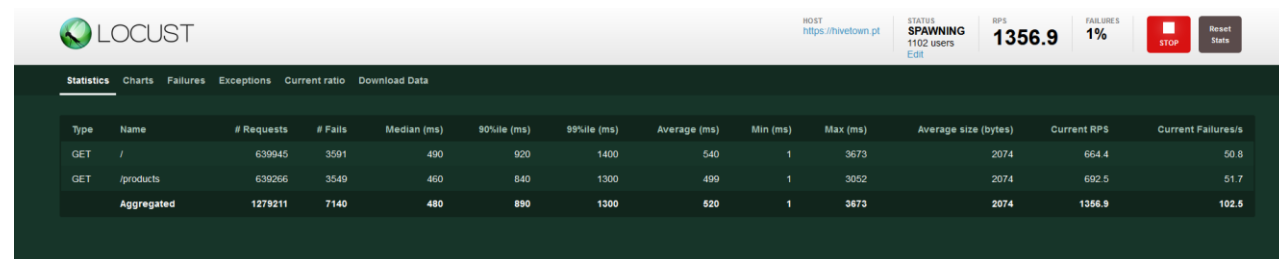 LOCUST
HOST
https://hivetown.pt
STATUS
SPAWNING
1102 users
Edit
RPS
1356.9
FAILURES
1%
STOP
Reset
Stats
Statistics Charts Failures Exceptions Current ratio Download Data
Type Name # Requests # Fails Median (ms) 90%ile (ms) 99%ile (ms) Average (ms) Min (ms) Max (ms) Average size (bytes) Current RPS Current Failures/s
GET / 639945 3591 490 920 1400 540 1 3673 2074 664.4 50.8
GET /products 639266 3549 460 840 1300 499 1 3052 2074 692.5 51.7
Aggregated 1279211 7140 480 890 1300 520 1 3673 2074 1356.9 102.5